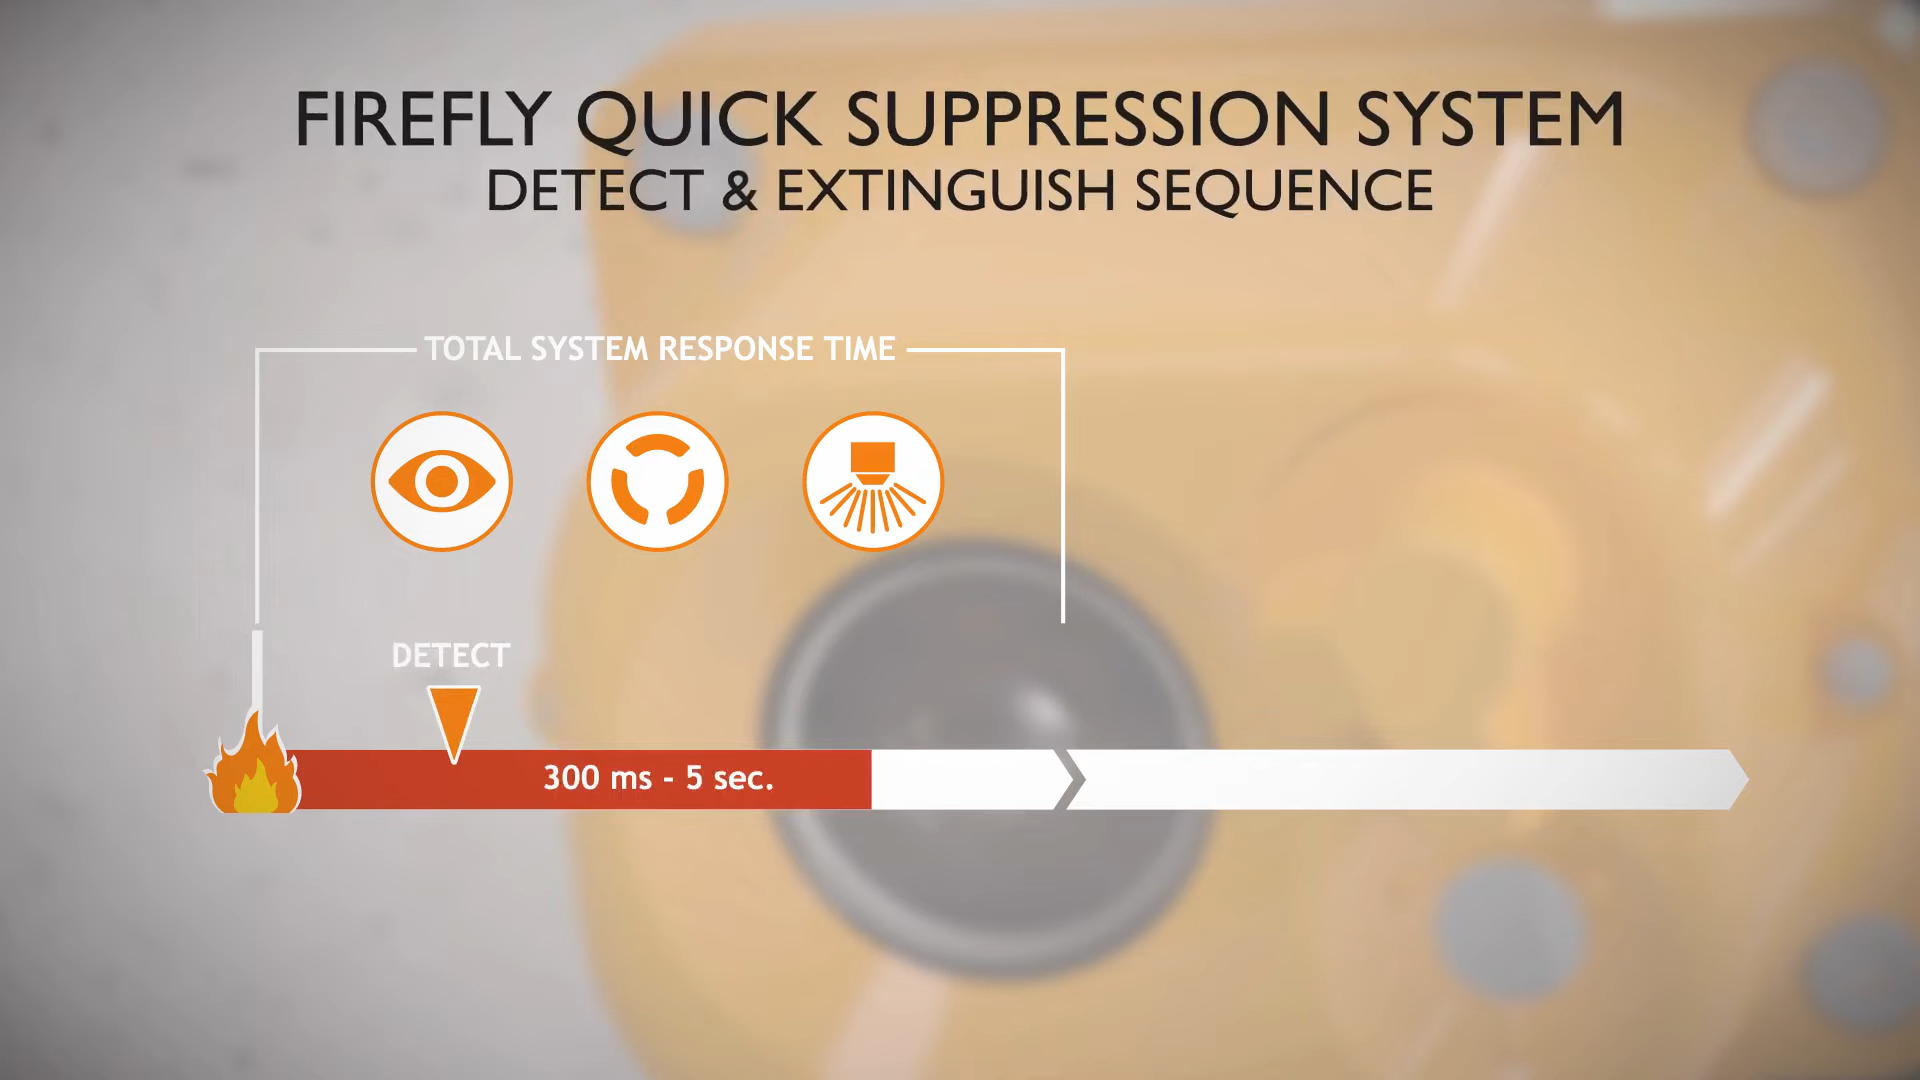 FIREFLY QUICK SUPPRESSION SYSTEM
DETECT & EXTINGUISH SEQUENCE
TOTAL SYSTEM RESPONSE TIME
DETECT
300 ms - 5 sec.